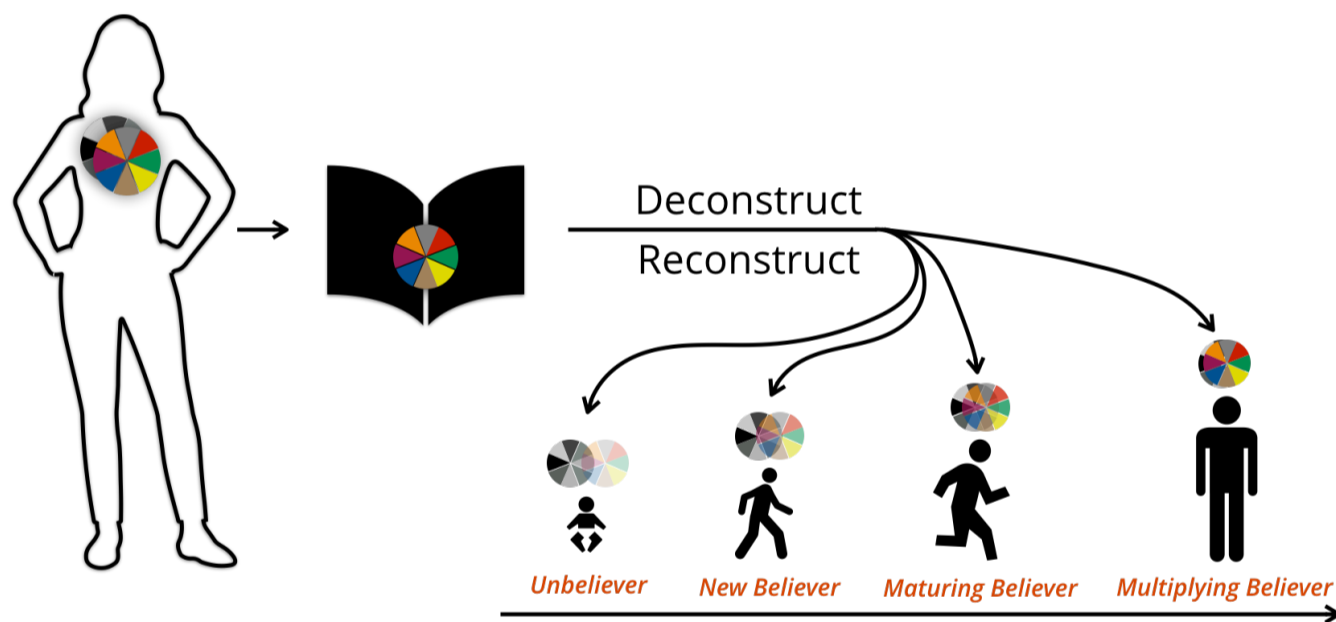 Deconstruct
Reconstruct
Unbeliever
New Believer
Maturing Believer
Multiplying Believer